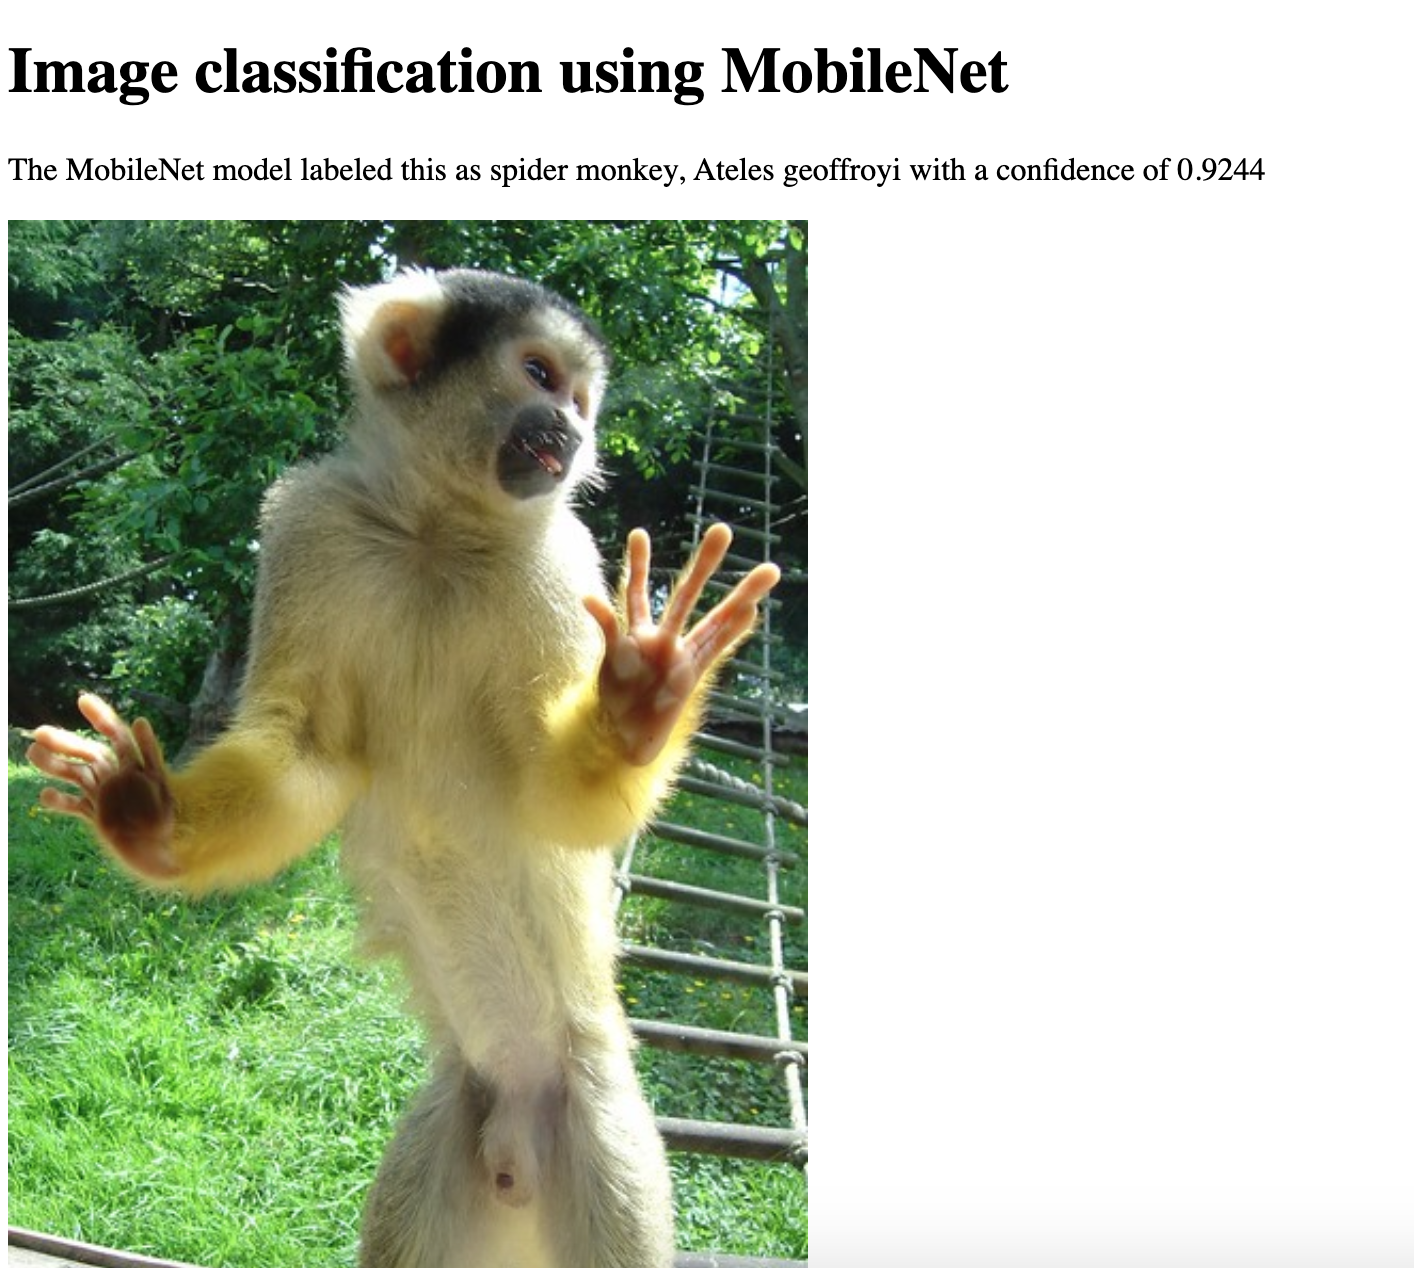 Image classification using MobileNet
The MobileNet model labeled this as spider monkey, Ateles geoffroyi with a confidence of 0.9244